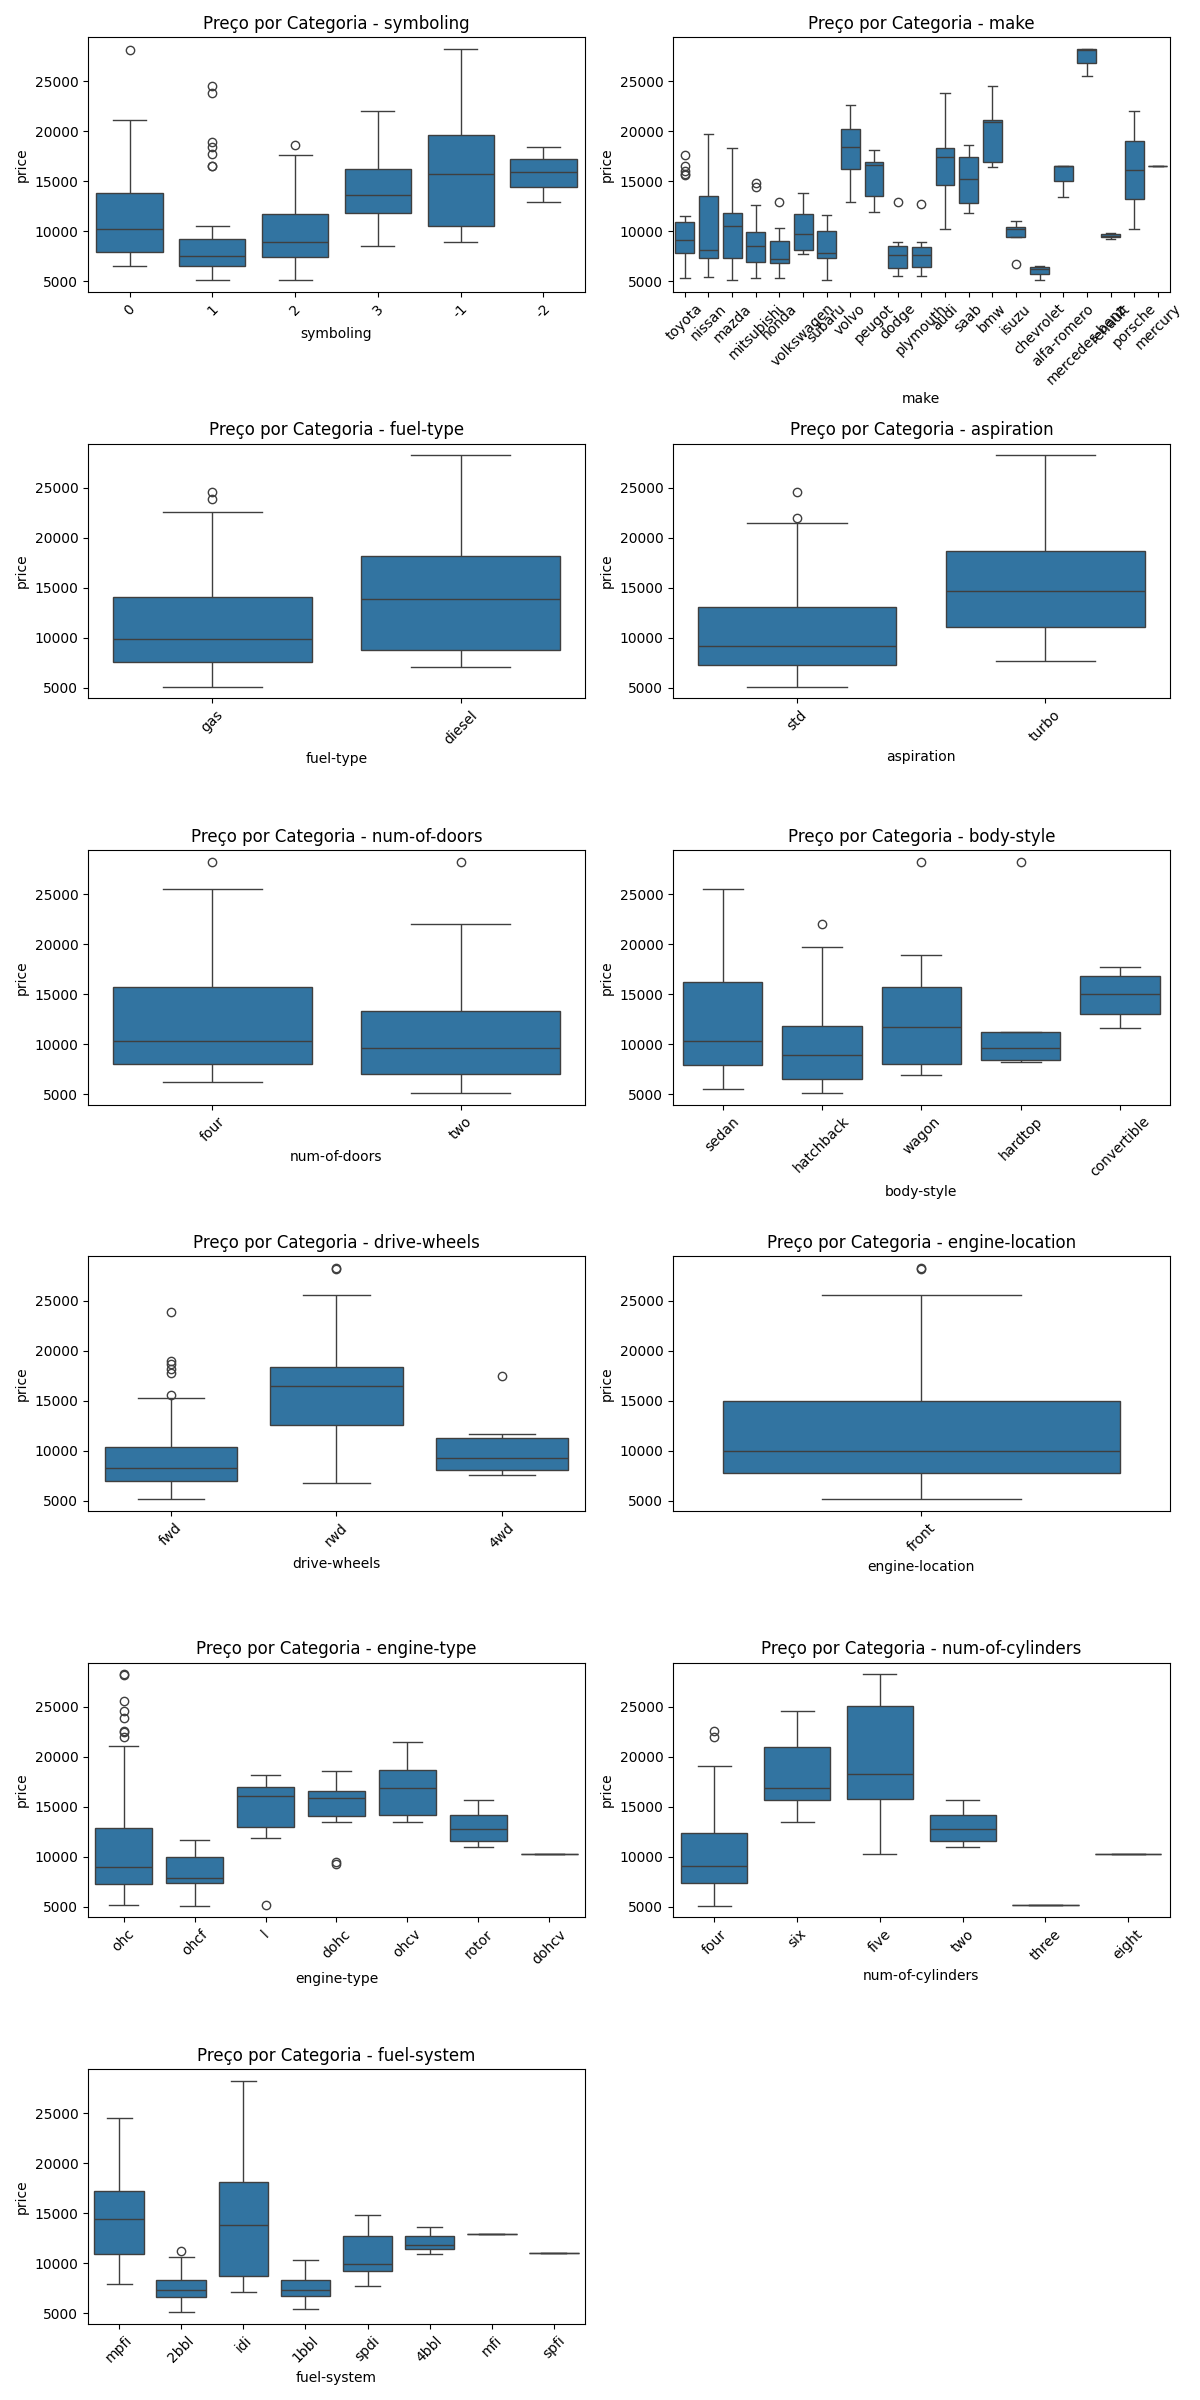 Preço por Categoria - symboling
price
25000
20000
15000
10000
5000
0
1
2
3
-1
-2
symboling
Preço por Categoria - make
price
25000
20000
15000
10000
5000
toyota
nissan
mazda
mitsubishi
honda
volkswagen
subaru
volvo
peugot
dodge
plymouth
audi
saab
bmw
isuzu
chevrolet
alfa-romero
mercedes-benz
renault
porsche
mercury
make
Preço por Categoria - fuel-type
price
25000
20000
15000
10000
5000
gas
diesel
fuel-type
Preço por Categoria - aspiration
price
25000
20000
15000
10000
5000
std
turbo
aspiration
Preço por Categoria - num-of-doors
price
25000
20000
15000
10000
5000
four
two
num-of-doors
Preço por Categoria - body-style
price
25000
20000
15000
10000
5000
sedan
hatchback
wagon
hardtop
convertible
body-style
Preço por Categoria - drive-wheels
price
25000
20000
15000
10000
5000
fwd
rwd
4wd
drive-wheels
Preço por Categoria - engine-location
price
25000
20000
15000
10000
5000
front
engine-location
Preço por Categoria - engine-type
price
25000
20000
15000
10000
5000
ohc
ohcf
l
dohc
ohcv
rotor
dohcv
engine-type
Preço por Categoria - num-of-cylinders
price
25000
20000
15000
10000
5000
four
six
five
two
three
eight
num-of-cylinders
Preço por Categoria - fuel-system
price
25000
20000
15000
10000
5000
mpfi
2bbl
idi
1bbl
spdi
4bbl
mfi
spfi
fuel-system